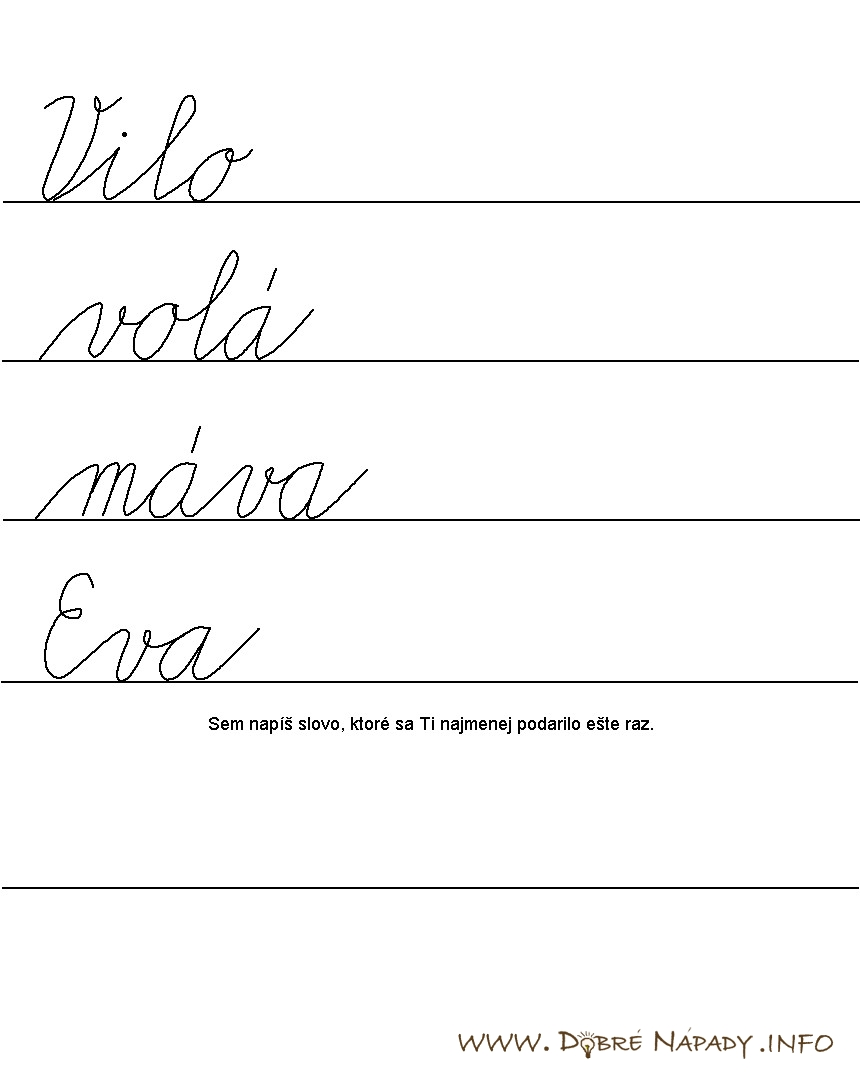 Vilo
volá
máva
Eva
Sem napíš slovo, ktoré sa Ti najmenej podarilo ešte raz.
WWW. DOBRÉ NÁPADY .INFO